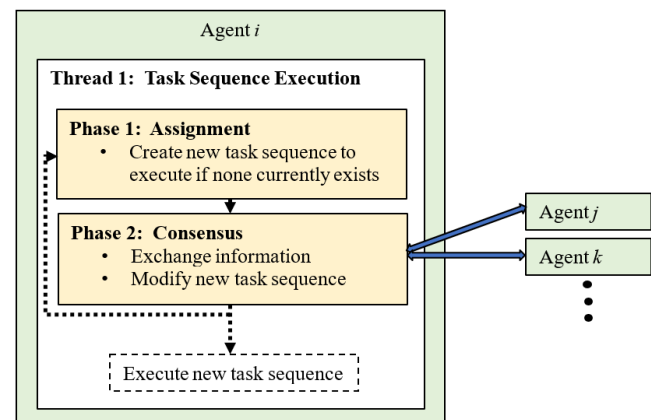 Agent i
Thread 1: Task Sequence Execution
Phase 1: Assignment
• Create new task sequence to
execute if none currently exists
Phase 2: Consensus
• Exchange information
• Modify new task sequence
Agent j
Agent k
Execute new task sequence